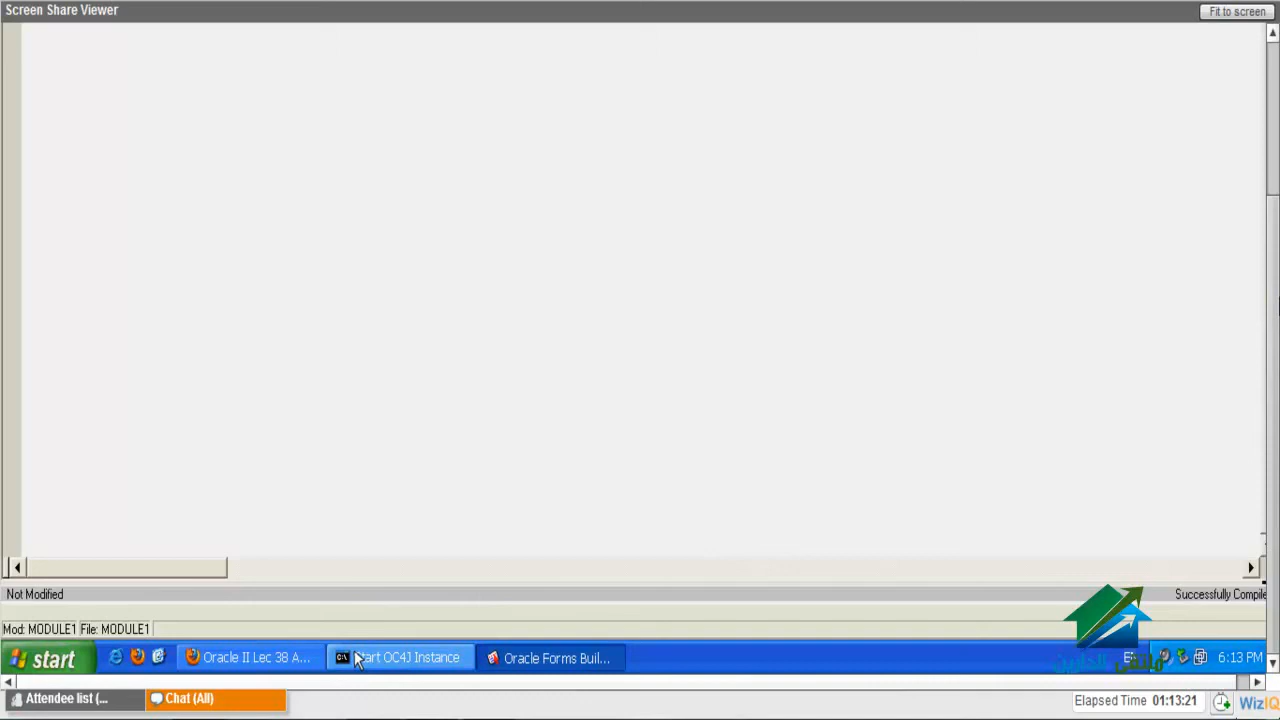 Screen Share Viewer
Fit to screen
Not Modified
Successfully Compile
Mod: MODULE1 File: MODULE1
start
Oracle II Lec 38 A...
Start OC4J Instance
Oracle Forms Buil...
6:13 PM
Attendee list (...
Chat (All)
Elapsed Time 01:13:21
WizIQ